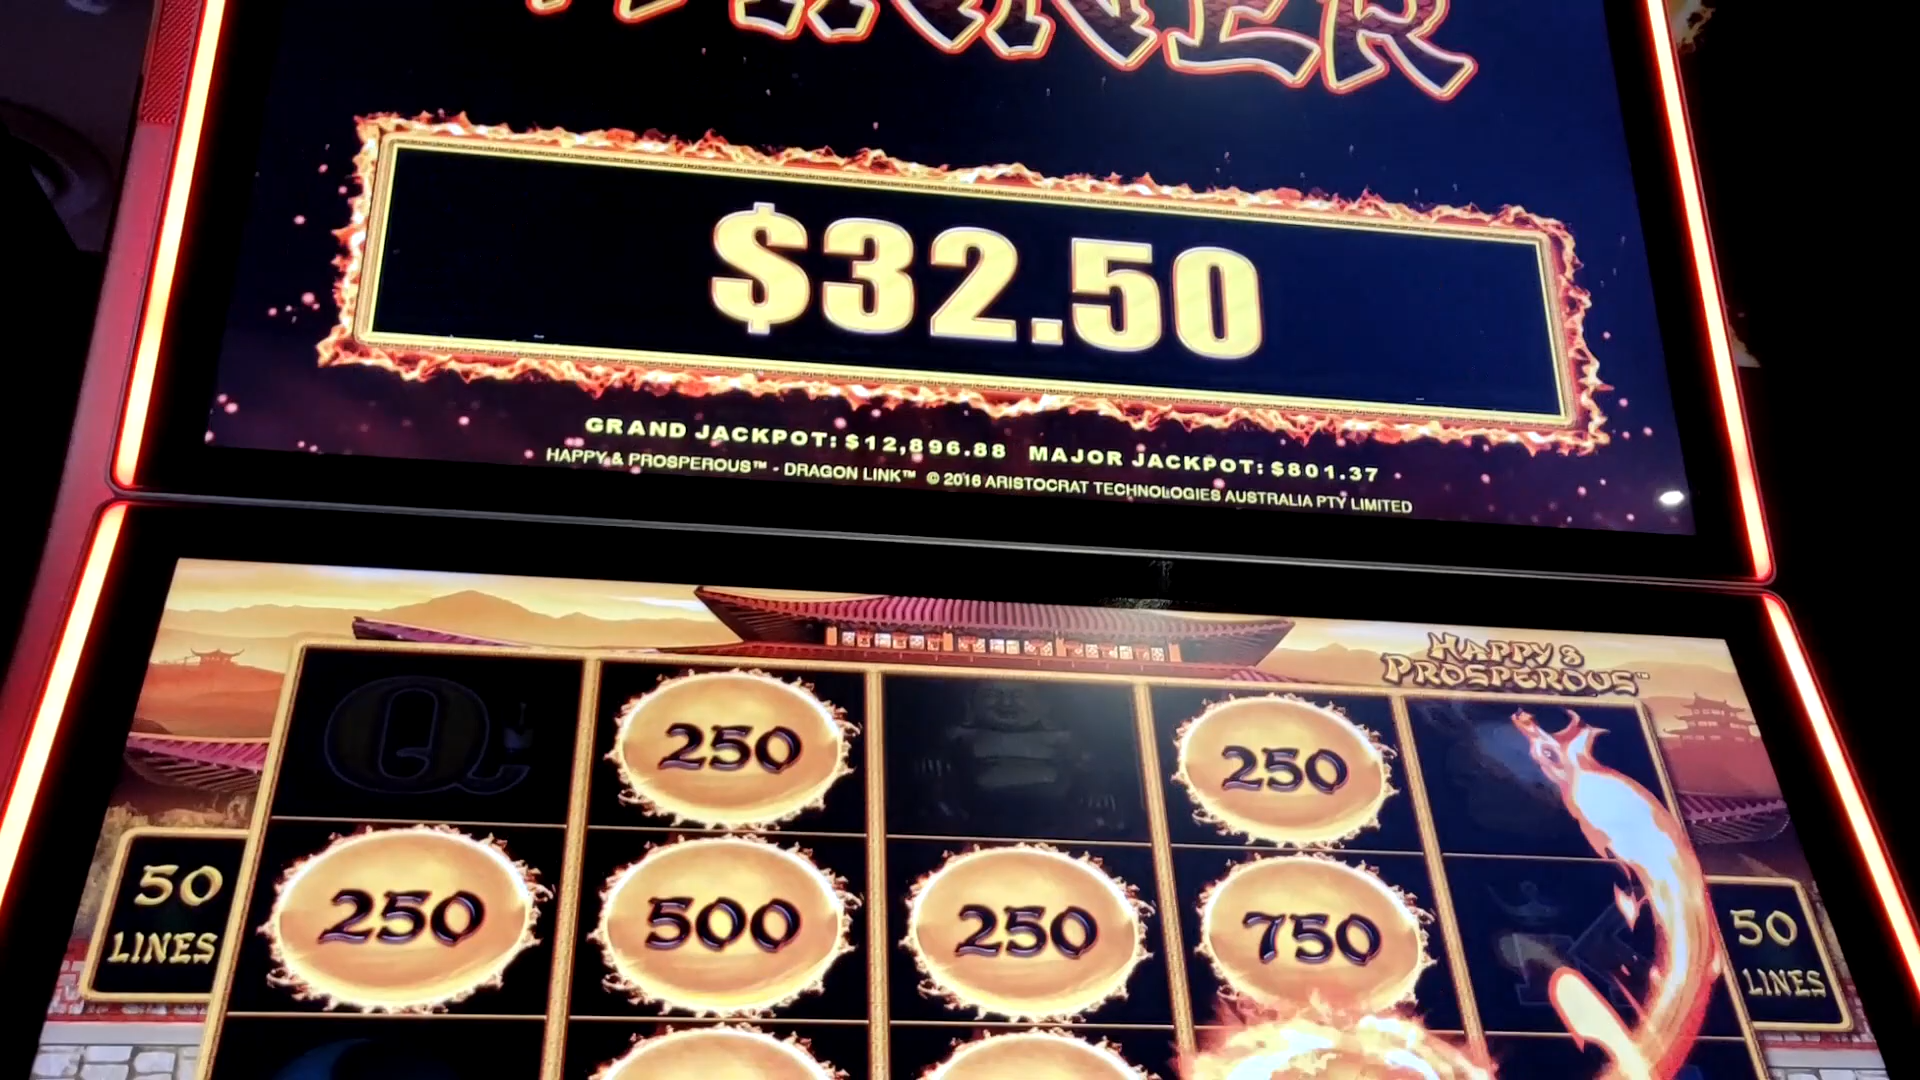 $32.50
GRAND JACKPOT: $12,896.88 MAJOR JACKPOT: $801.37
HAPPY & PROSPEROUS™ - DRAGON LINK™ © 2016 ARISTOCRAT TECHNOLOGIES AUSTRALIA PTY LIMITED
HAPPY &
PROSPEROUS™
Q
250
250
50
LINES
250
500
250
750
K
50
LINES